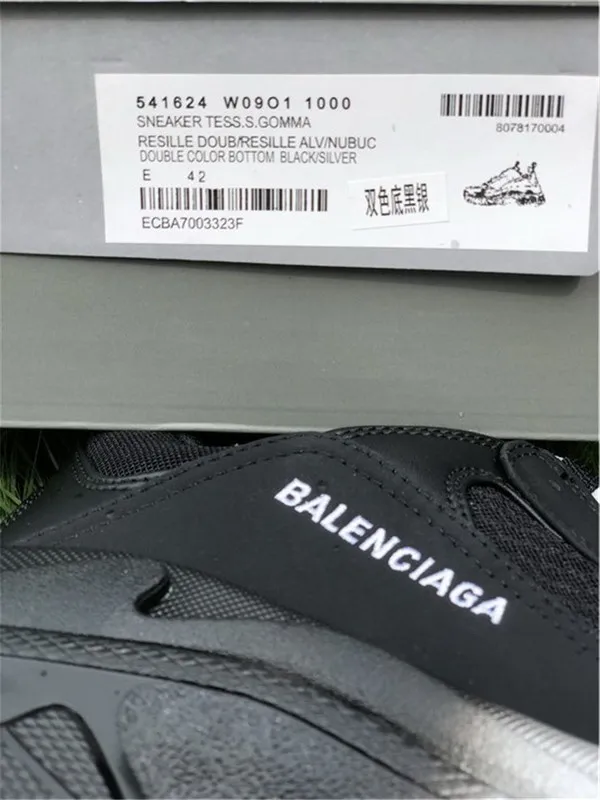 541624 W09O1 1000
8078170004
SNEAKER TESS.S.GOMMA
RESILLE DOUB/RESILLE ALV/NUBUC
DOUBLE COLOR BOTTOM BLACK/SILVER
E 42
双色底黑银
ECBA7003323F
BALENCIAGA